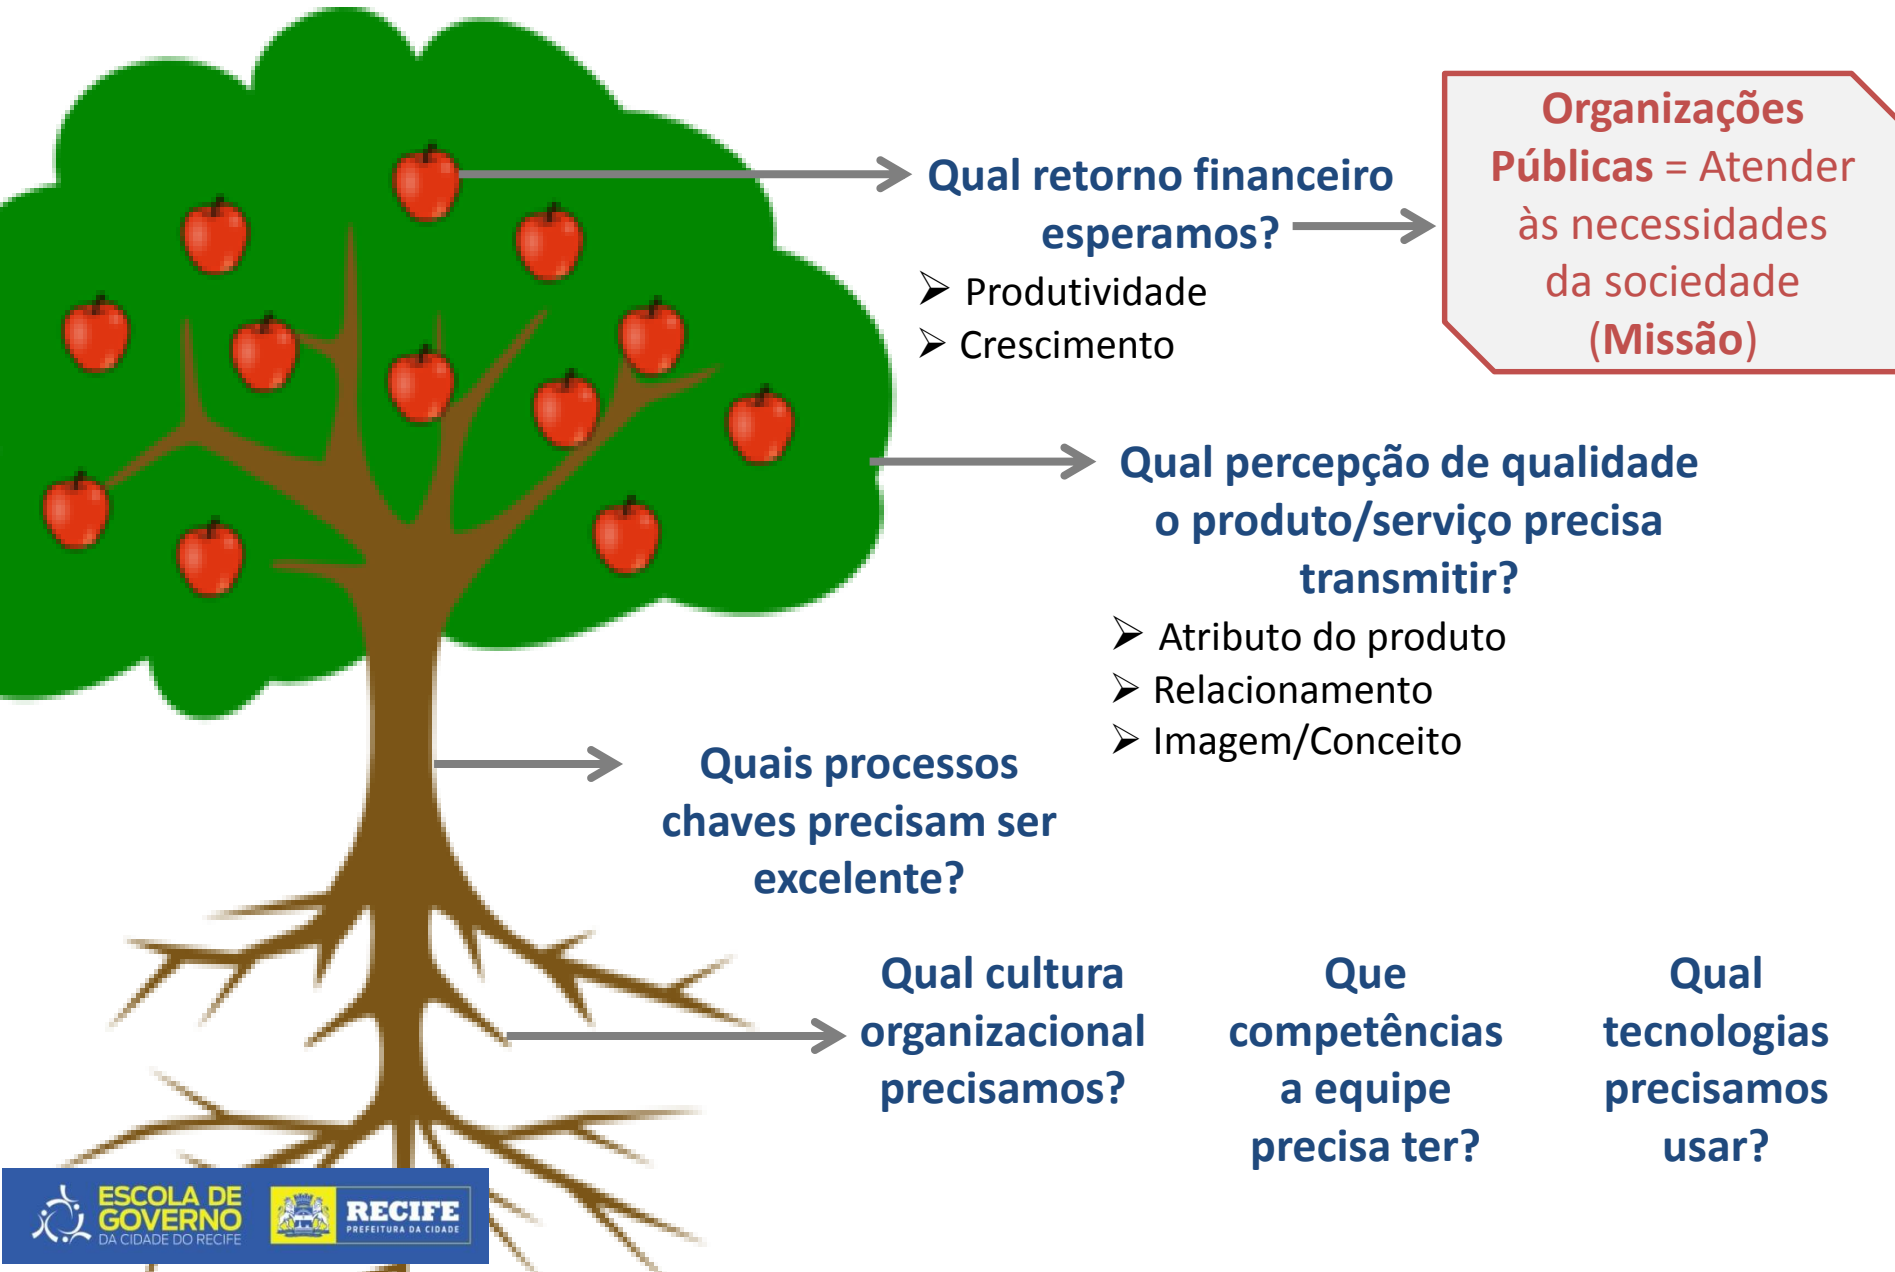 Qual retorno financeiro
esperamos?
➢ Produtividade
➢ Crescimento
Organizações
Públicas = Atender
às necessidades
da sociedade
(Missão)
Qual percepção de qualidade
o produto/serviço precisa
transmitir?
➢ Atributo do produto
➢ Relacionamento
➢ Imagem/Conceito
Quais processos
chaves precisam ser
excelente?
Qual cultura
organizacional
precisamos?
Que
competências
a equipe
precisa ter?
Qual
tecnologias
precisamos
usar?
ESCOLA DE
GOVERNO
DA CIDADE DO RECIFE
RECIFE
PREFEITURA DA CIDADE